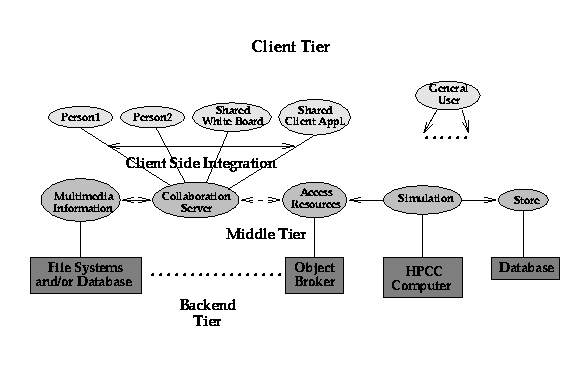 Client Tier
General
User
Person1
Person2
Shared
White Board
Shared
Client Appl.
Client Side Integration
Multimedia
Information
Collaboration
Server
Access
Resources
Simulation
Store
Middle Tier
File Systems
and/or Database
Object
Broker
HPCC
Computer
Database
Backend
Tier